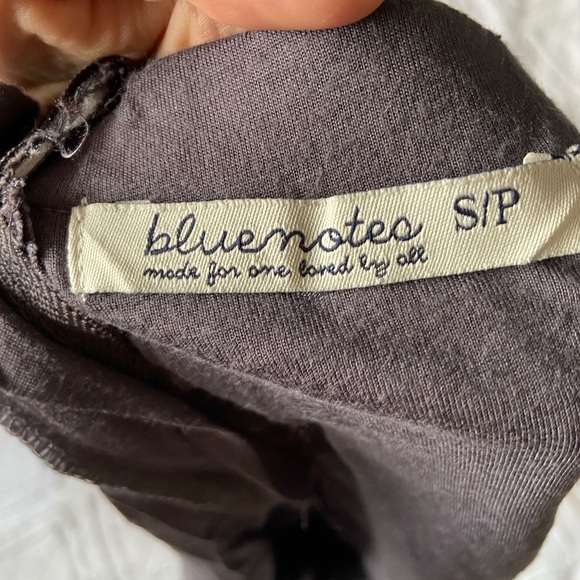 bluenotes S/P
made for one, loved by all